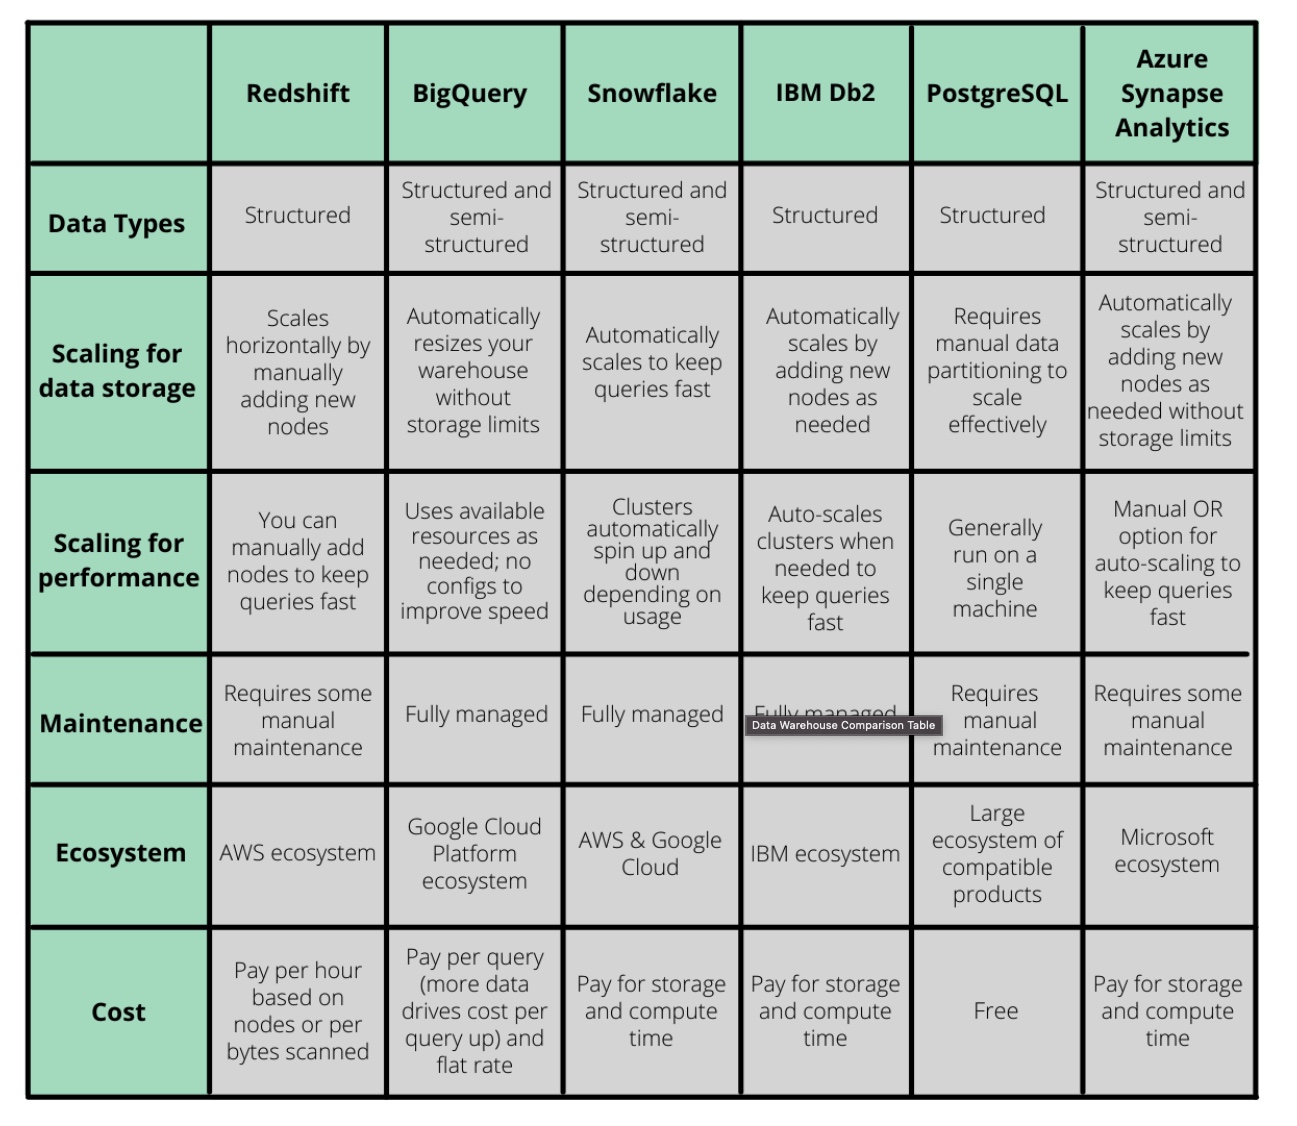 Redshift
BigQuery
Snowflake
IBM Db2
PostgreSQL
Azure
Synapse
Analytics
Data Types
Structured
Structured and
semi-
structured
Structured and
semi-
structured
Structured
Structured
Structured and
semi-
structured
Scaling for
data storage
Scales
horizontally by
manually
adding new
nodes
Automatically
resizes your
warehouse
without
storage limits
Automatically
scales to keep
queries fast
Automatically
scales by
adding new
nodes as
needed
Requires
manual data
partitioning to
scale
effectively
Automatically
scales by
adding new
nodes as
needed without
storage limits
Scaling for
performance
You can
manually add
nodes to keep
queries fast
Uses available
resources as
needed; no
configs to
improve speed
Clusters
automatically
spin up and
down
depending on
usage
Auto-scales
clusters when
needed to
keep queries
fast
Generally
run on a
single
machine
Manual OR
option for
auto-scaling to
keep queries
fast
Maintenance
Requires some
manual
maintenance
Fully managed
Fully managed
Fully managed
Data Warehouse Comparison Table
Requires
manual
maintenance
Requires some
manual
maintenance
Ecosystem
AWS ecosystem
Google Cloud
Platform
ecosystem
AWS & Google
Cloud
IBM ecosystem
Large
ecosystem of
compatible
products
Microsoft
ecosystem
Cost
Pay per hour
based on
nodes or per
bytes scanned
Pay per query
(more data
drives cost per
query up) and
flat rate
Pay for storage
and compute
time
Pay for storage
and compute
time
Free
Pay for storage
and compute
time